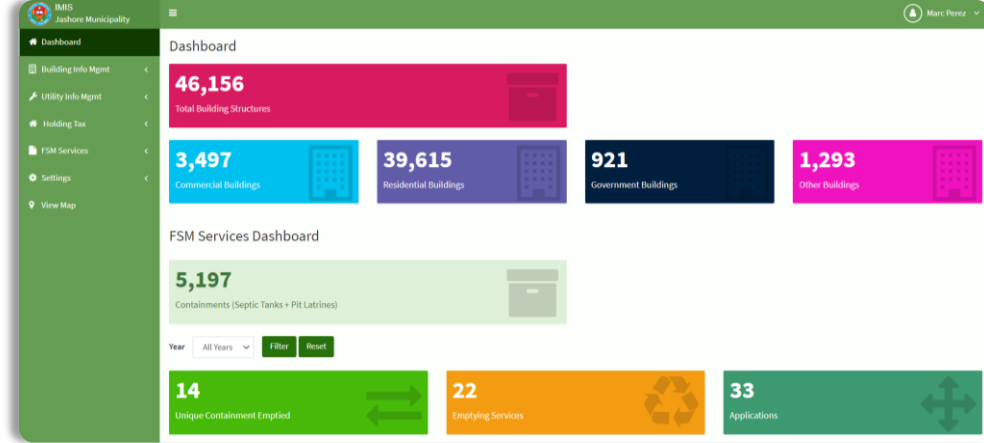 IMIS
Jashore Municipality
Marc Perez
Dashboard
Building Info Mgmt
Utility Info Mgmt
Holding Tax
FSM Services
Settings
View Map
Dashboard
46,156
Total Building Structures
3,497
Commercial Buildings
39,615
Residential Buildings
921
Government Buildings
1,293
Other Buildings
FSM Services Dashboard
5,197
Containments (Septic Tanks + Pit Latrines)
Year All Years Filter Reset
14
Unique Containment Emptied
22
Emptying Services
33
Applications